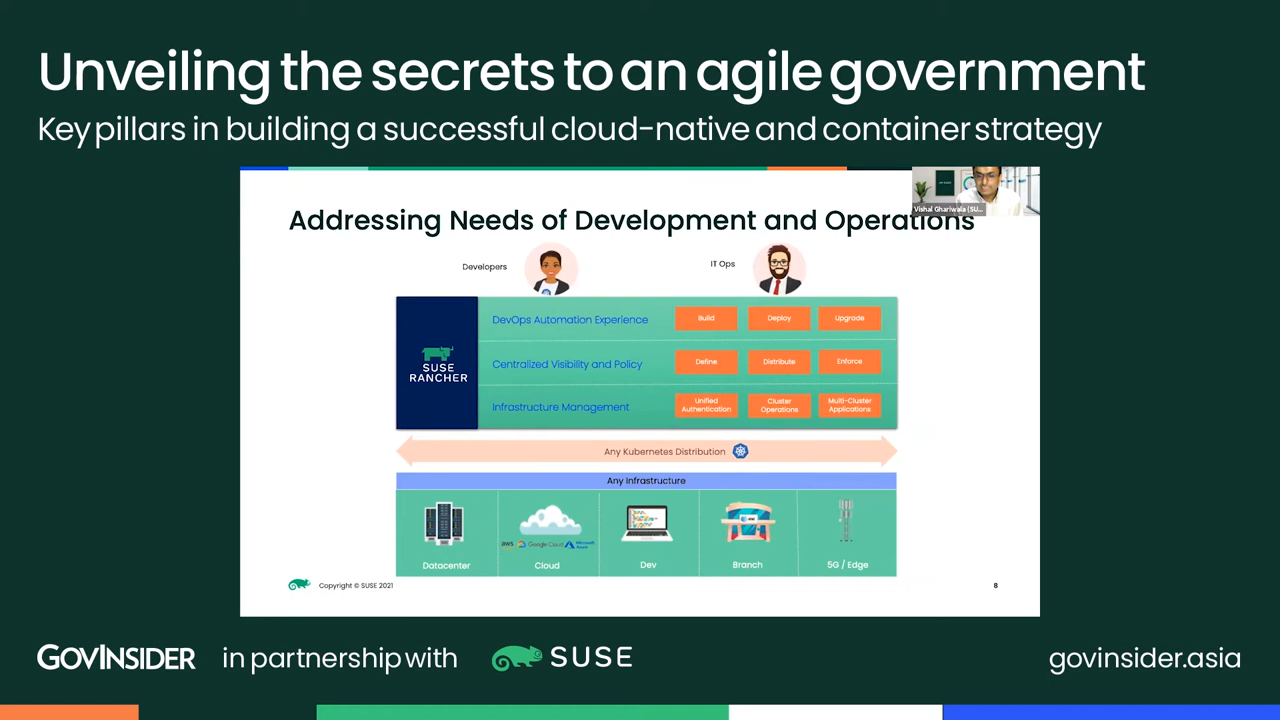 Unveiling the secrets to an agile government
Key pillars in building a successful cloud-native and container strategy
Vishal Ghariwala (SU...
Addressing Needs of Development and Operations
Developers
IT Ops
SUSE
RANCHER
DevOps Automation Experience
Build
Deploy
Upgrade
Centralized Visibility and Policy
Define
Distribute
Enforce
Infrastructure Management
Unified
Authentication
Cluster
Operations
Multi-Cluster
Applications
Any Kubernetes Distribution
Any Infrastructure
aws
Google Cloud
Microsoft
Azure
Datacenter
Cloud
Dev
Branch
5G / Edge
Copyright © SUSE 2021
8
GOVINSIDER in partnership with SUSE
govinsider.asia